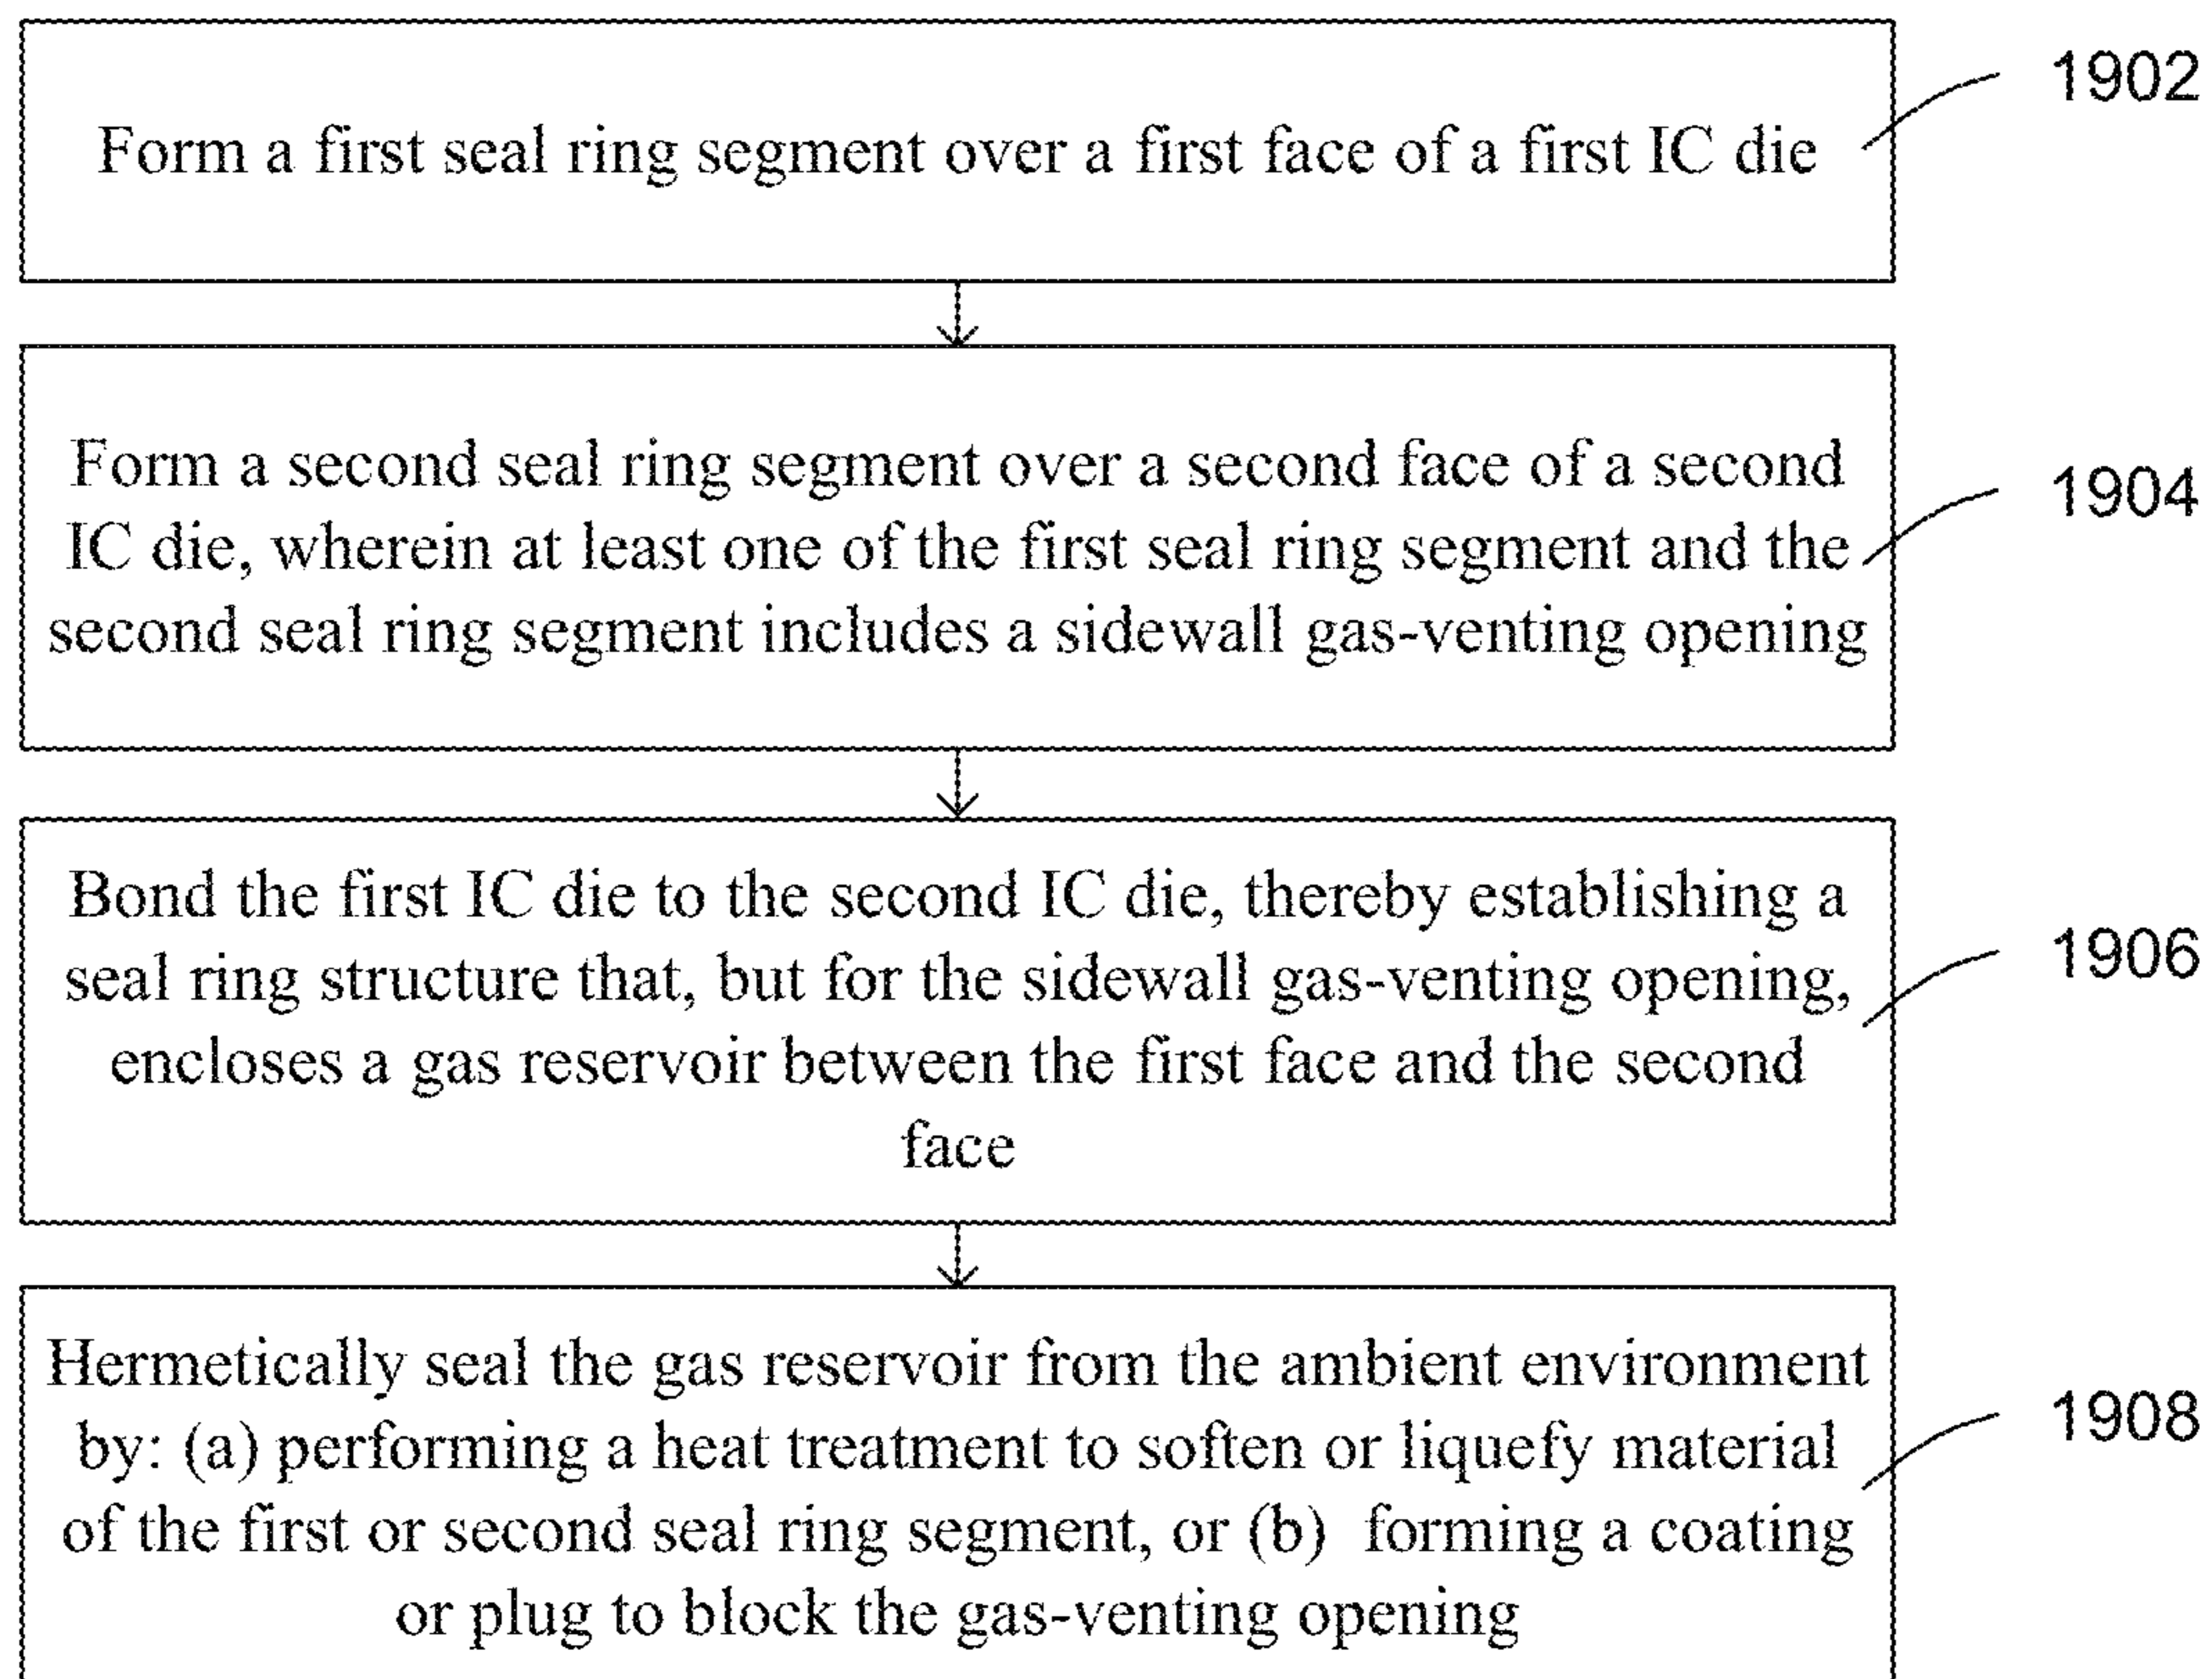 Form a first seal ring segment over a first face of a first IC die
1902
Form a second seal ring segment over a second face of a second
IC die, wherein at least one of the first seal ring segment and the
second seal ring segment includes a sidewall gas-venting opening
1904
Bond the first IC die to the second IC die, thereby establishing a
seal ring structure that, but for the sidewall gas-venting opening,
encloses a gas reservoir between the first face and the second
face
1906
Hermetically seal the gas reservoir from the ambient environment
by: (a) performing a heat treatment to soften or liquefy material
of the first or second seal ring segment, or (b) forming a coating
or plug to block the gas-venting opening
1908